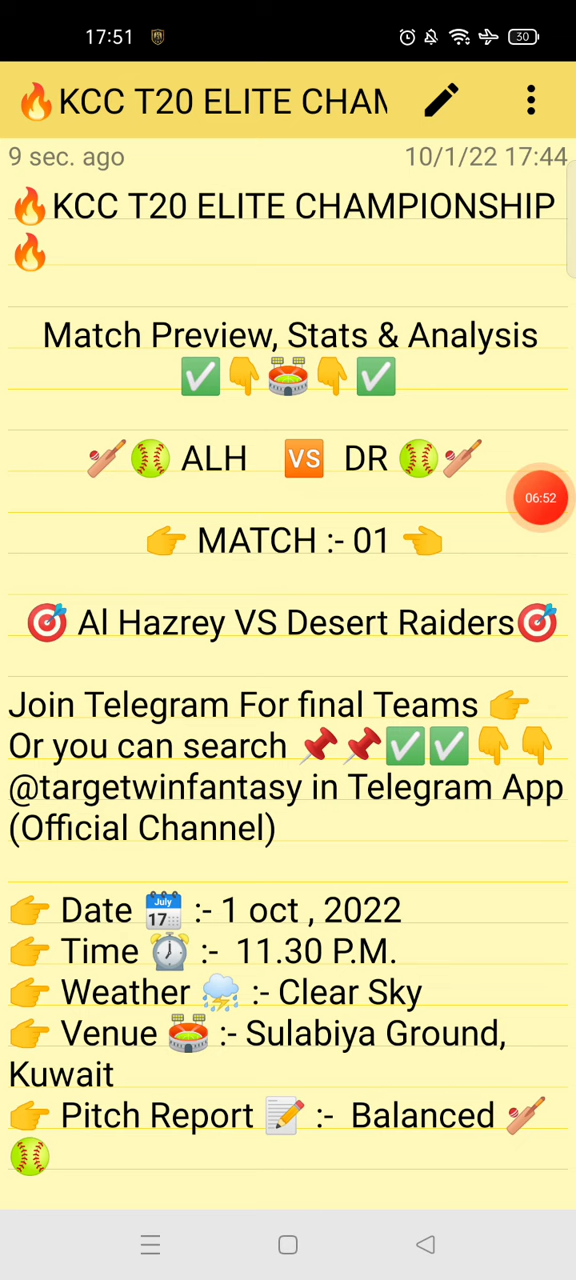 17:51
30
🔥KCC T20 ELITE CHAM
9 sec. ago 10/1/22 17:44
🔥KCC T20 ELITE CHAMPIONSHIP
🔥
Match Preview, Stats & Analysis
✅👇🏟👇✅
🏏🥎 ALH 🆚 DR 🥎🏏
06:52
👉 MATCH :- 01 👈
🎯 Al Hazrey VS Desert Raiders🎯
Join Telegram For final Teams 👉
Or you can search 📌📌✅✅👇👇
@targetwinfantasy in Telegram App
(Official Channel)
👉 Date 📅 :- 1 oct , 2022
👉 Time ⏰ :- 11.30 P.M.
👉 Weather ⛈ :- Clear Sky
👉 Venue 🏟 :- Sulabiya Ground,
Kuwait
👉 Pitch Report 📝 :- Balanced 🏏
🥎